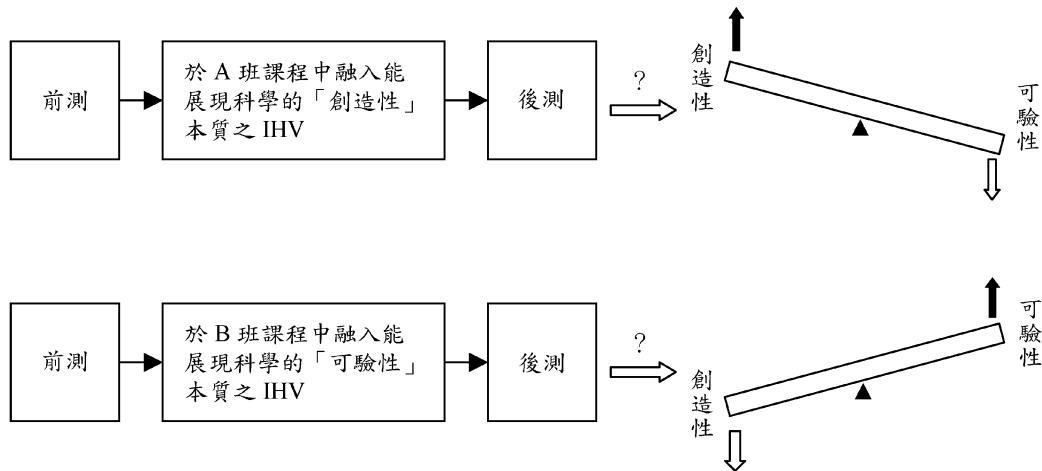 前測
於 A 班課程中融入能
展現科學的「創造性」
本質之 IHV
後測
?
創造性
可驗性
前測
於 B 班課程中融入能
展現科學的「可驗性」
本質之 IHV
後測
?
創造性
可驗性